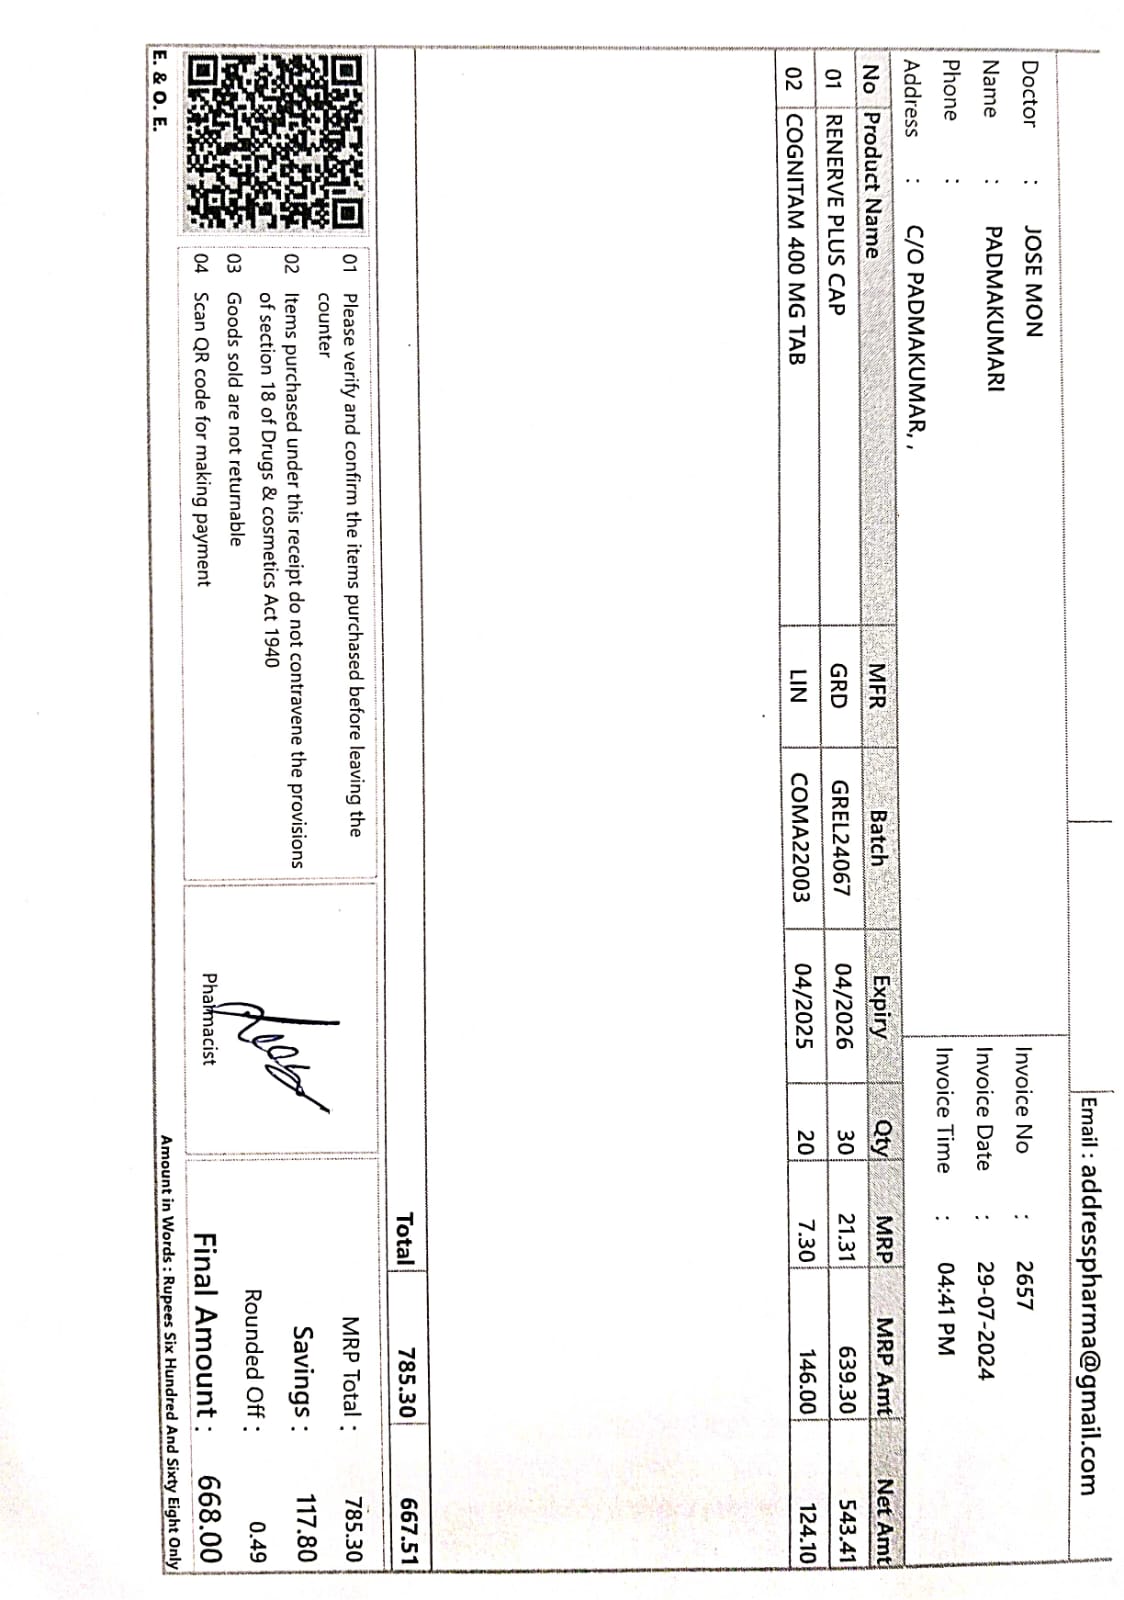 Email : addresspharma@gmail.com
Doctor : JOSE MON
Name : PADMAKUMARI
Phone :
Address : C/O PADMAKUMAR, ,
Invoice No : 2657
Invoice Date : 29-07-2024
Invoice Time : 04:41 PM
No Product Name MFR Batch Expiry Qty MRP MRP Amt Net Amt
01 RENERVE PLUS CAP GRD GREL24067 04/2026 30 21.31 639.30 543.41
02 COGNITAM 400 MG TAB LIN COMA22003 04/2025 20 7.30 146.00 124.10
Total 785.30 667.51
01 Please verify and confirm the items purchased before leaving the
counter
02 Items purchased under this receipt do not contravene the provisions
of section 18 of Drugs & cosmetics Act 1940
03 Goods sold are not returnable
04 Scan QR code for making payment
Pharmacist
MRP Total : 785.30
Savings : 117.80
Rounded Off : 0.49
Final Amount : 668.00
E. & O. E.
Amount in Words : Rupees Six Hundred And Sixty Eight Only